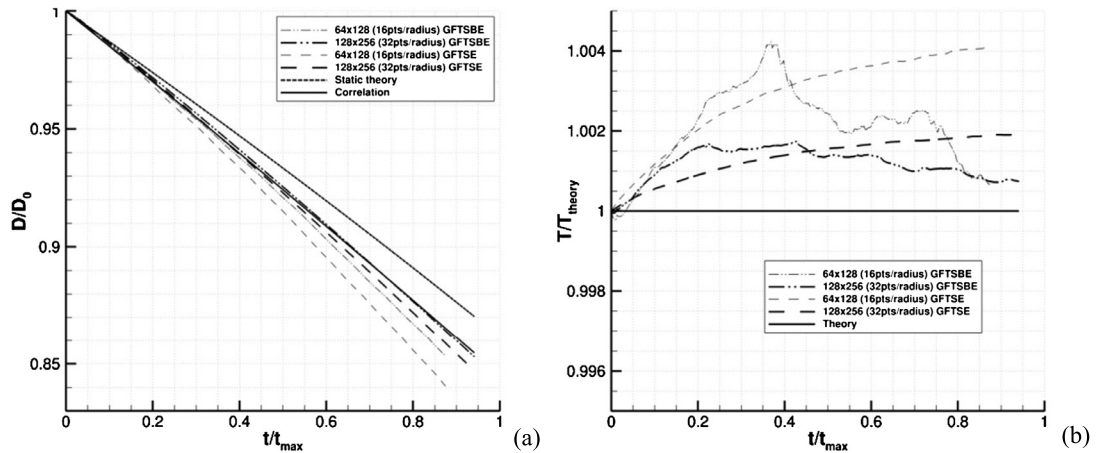 1
0.95
0.9
0.85
D/D0
0
0.2
0.4
0.6
0.8
1
t/tmax
64x128 (16pts/radius) GFTSBE
128x256 (32pts/radius) GFTSBE
64x128 (16pts/radius) GFTSE
128x256 (32pts/radius) GFTSE
Static theory
Correlation
(a)
1.004
1.002
1
0.998
0.996
T/Ttheory
0
0.2
0.4
0.6
0.8
1
t/tmax
64x128 (16pts/radius) GFTSBE
128x256 (32pts/radius) GFTSBE
64x128 (16pts/radius) GFTSE
128x256 (32pts/radius) GFTSE
Theory
(b)